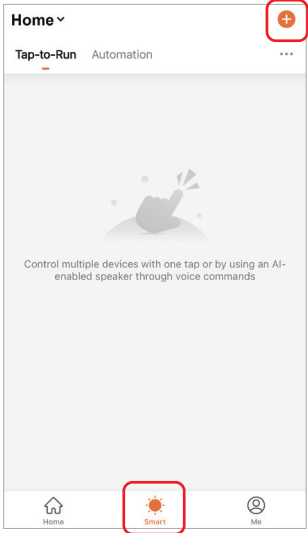 Home
Tap-to-Run Automation
Control multiple devices with one tap or by using an AI-
enabled speaker through voice commands
Home Smart Me